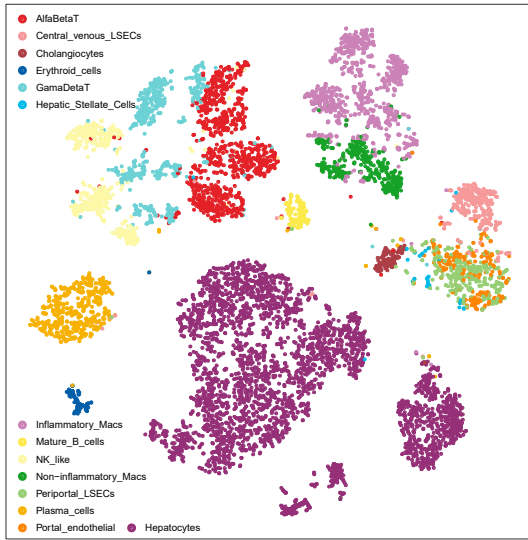 AlfaBetaT
Central_venous_LSECs
Cholangiocytes
Erythroid_cells
GamaDetaT
Hepatic_Stellate_Cells
Inflammatory_Macs
Mature_B_cells
NK_like
Non−inflammatory_Macs
Periportal_LSECs
Plasma_cells
Portal_endothelial Hepatocytes